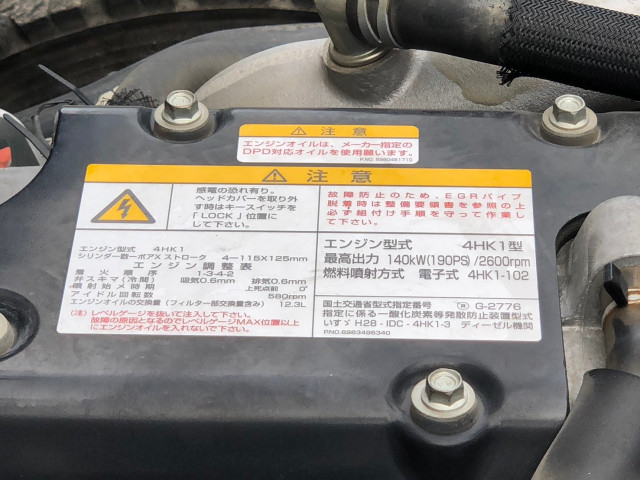 注意
エンジンオイルは、メーカー指定の
DPD対応オイルを使用願います。
P.NO.8980481710
注意
感電の恐れ有り。
ヘッドカバーを取り外
す時はキースイッチを
「LOCK」位置に
して下さい。
故障防止のため、EGRパイプ
脱着時は整備要領書を参照の上
必ず組付け手順を守って作業し
て下さい。
エンジン型式 4HK1
シリンダ数ーボアXストローク 4-115X125mm
エンジン調整表
着火順序 1-3-4-2
弁スキマ(冷間) 吸気0.6mm 排気0.6mm
噴射始め時期 上死点前 0°
アイドル回転数 580rpm
エンジンオイルの交換量(フィルター部交換量含み) 12.3L
(注)レベルゲージを抜いて注入して下さい。
故障の原因となるのでレベルゲージMAX位置以上
にエンジンオイルを入れないで下さい。
エンジン型式 4HK1型
最高出力 140kW(190PS)/2600rpm
燃料噴射方式 電子式 4HK1-102
国土交通省型式指定番号 G-2776
指定に係る一酸化炭素等発散防止装置型式
いすゞ H28-IDC-4HK1-3 ディーゼル機関
P.NO.8983486340